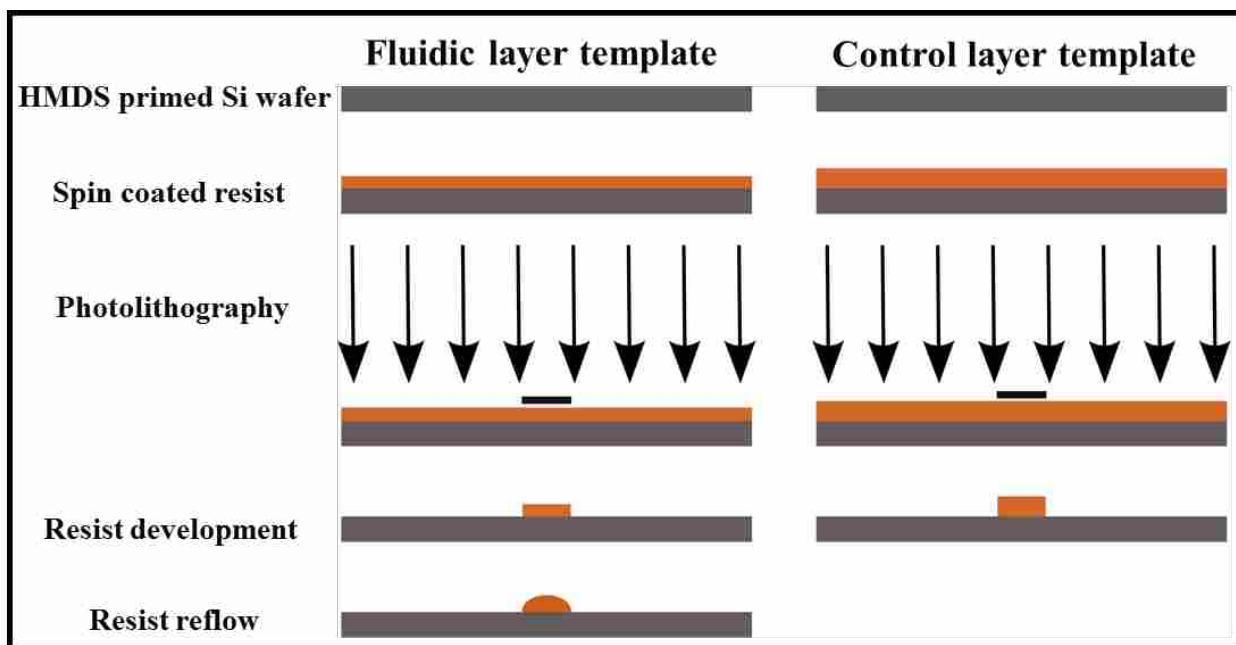 Fluidic layer template
Control layer template
HMDS primed Si wafer
Spin coated resist
Photolithography
Resist development
Resist reflow